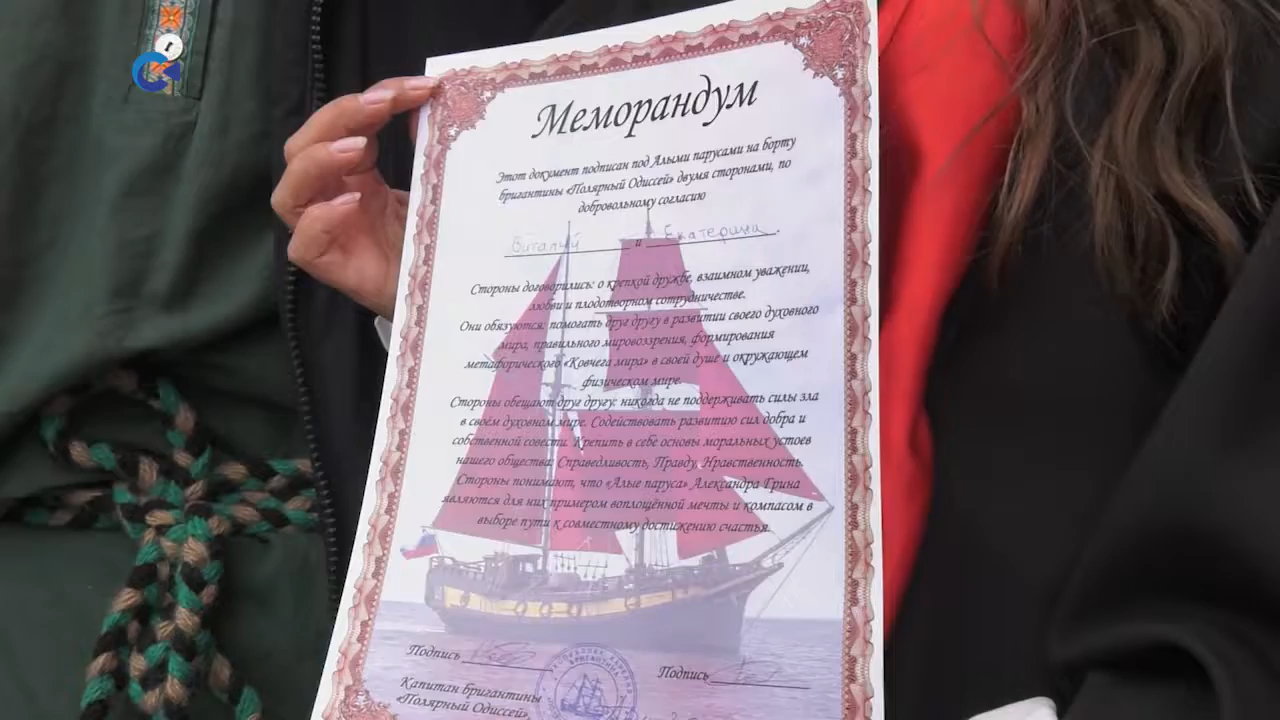 Меморандум
Этот документ подписан под Алыми парусами на борту
бригантины «Полярный Одиссей» двумя сторонами, по
добровольному согласию
Виталий и Екатерина.
Стороны договорились: о крепкой дружбе, взаимном уважении,
любви и плодотворном сотрудничестве.
Они обязуются: помогать друг другу в развитии своего духовного
мира, правильного мировоззрения, формирования
метафорического «Ковчега мира» в своей душе и окружающем
физическом мире.
Стороны обещают друг другу: никогда не поддерживать силы зла
в своём духовном мире. Содействовать развитию сил добра и
собственной совести. Крепить в себе основы моральных устоев
нашего общества: Справедливость, Правду, Нравственность.
Стороны понимают, что «Алые паруса» Александра Грина
являются для них примером воплощённой мечты и компасом в
выборе пути к совместному достижению счастья.
Подпись Подпись
Капитан Бригантины
«Полярный Одиссей»
БРИГАНТИНА